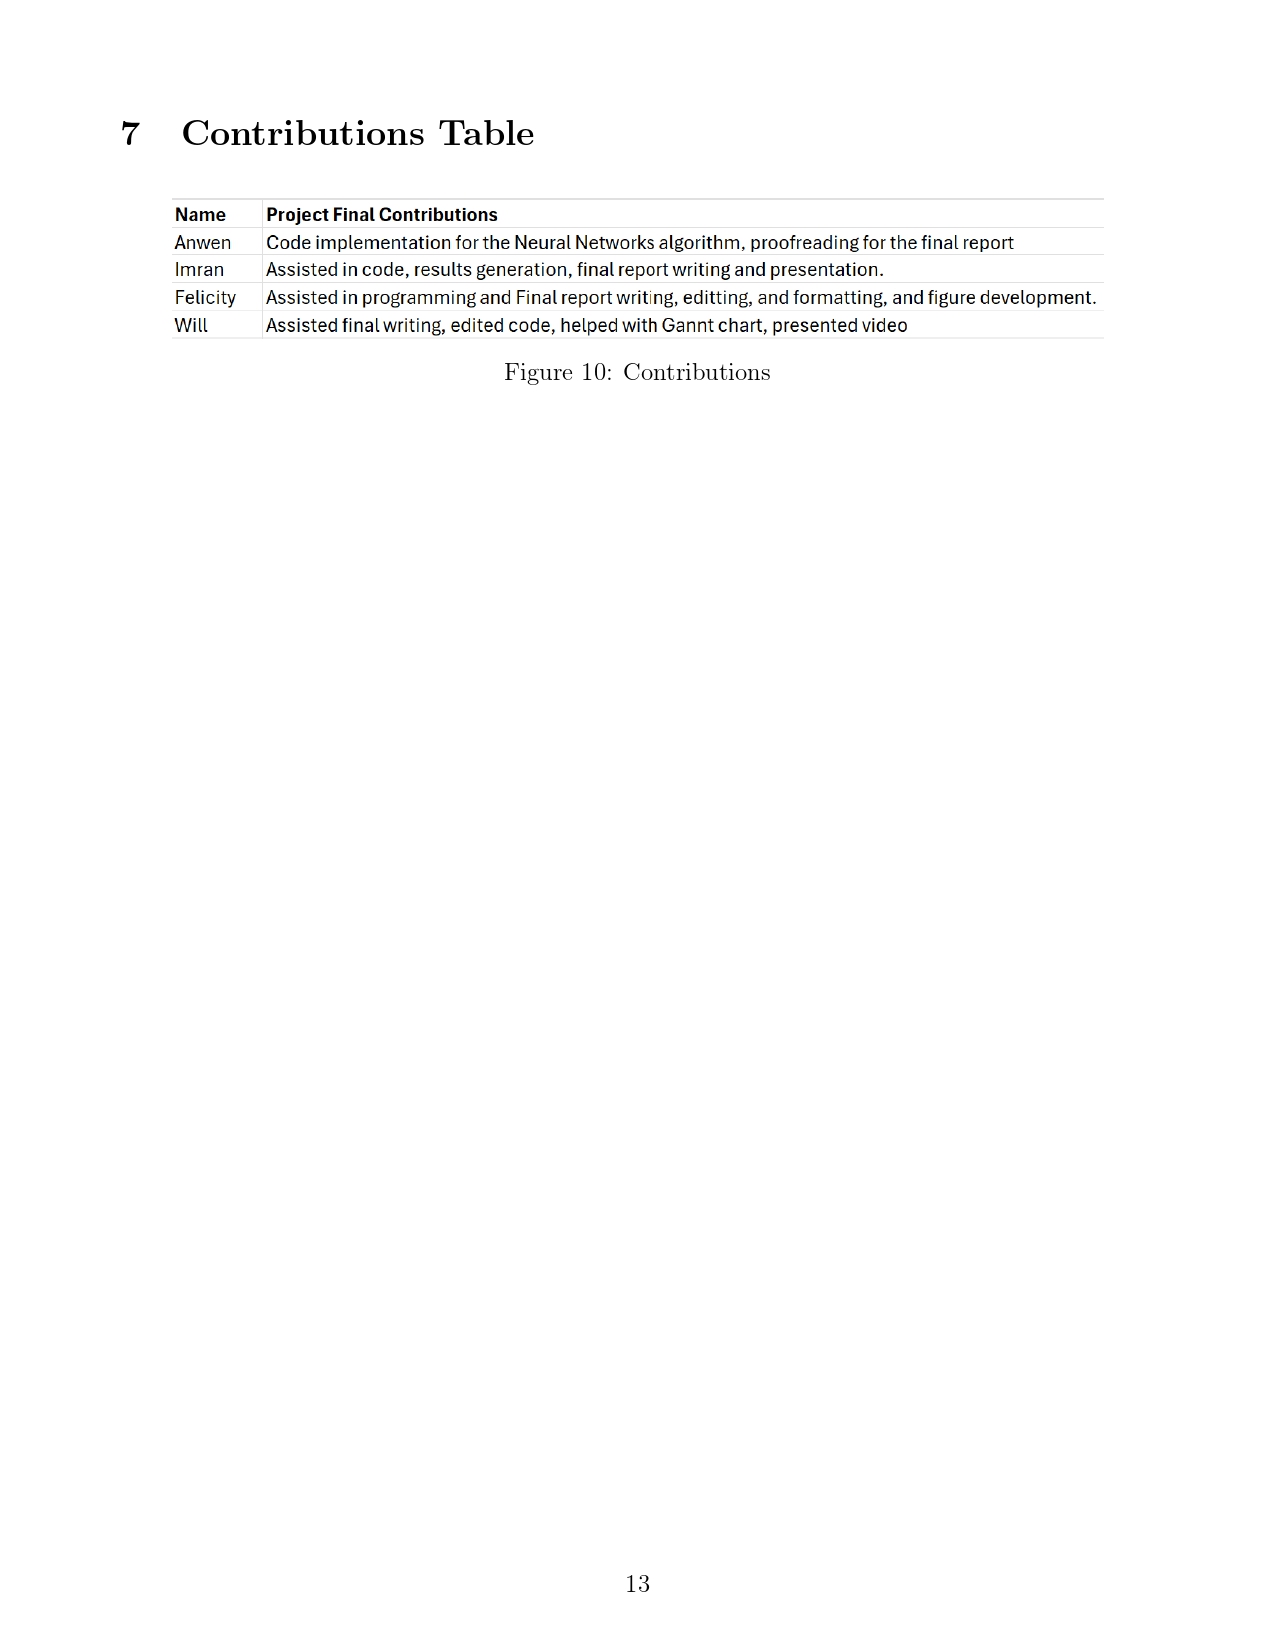 7 Contributions Table
Name Project Final Contributions
Anwen Code implementation for the Neural Networks algorithm, proofreading for the final report
Imran Assisted in code, results generation, final report writing and presentation.
Felicity Assisted in programming and Final report writing, editting, and formatting, and figure development.
Will Assisted final writing, edited code, helped with Gannt chart, presented video
Figure 10: Contributions
13